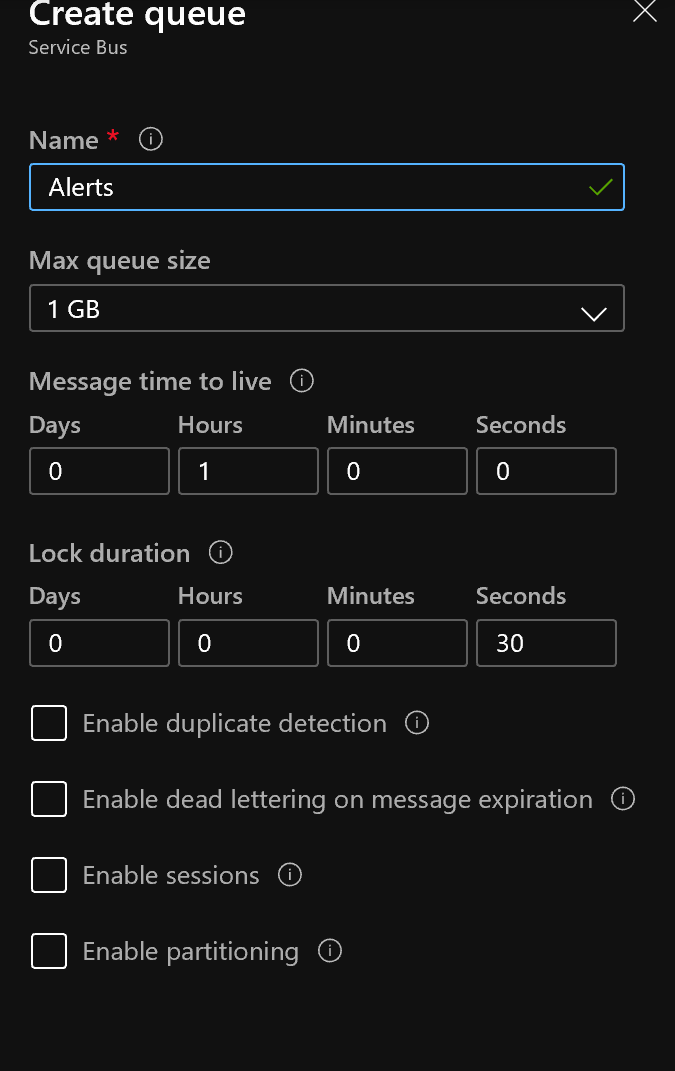 Create queue
Service Bus
Name *
Alerts
Max queue size
1 GB
Message time to live
Days Hours Minutes Seconds
0 1 0 0
Lock duration
Days Hours Minutes Seconds
0 0 0 30
Enable duplicate detection
Enable dead lettering on message expiration
Enable sessions
Enable partitioning